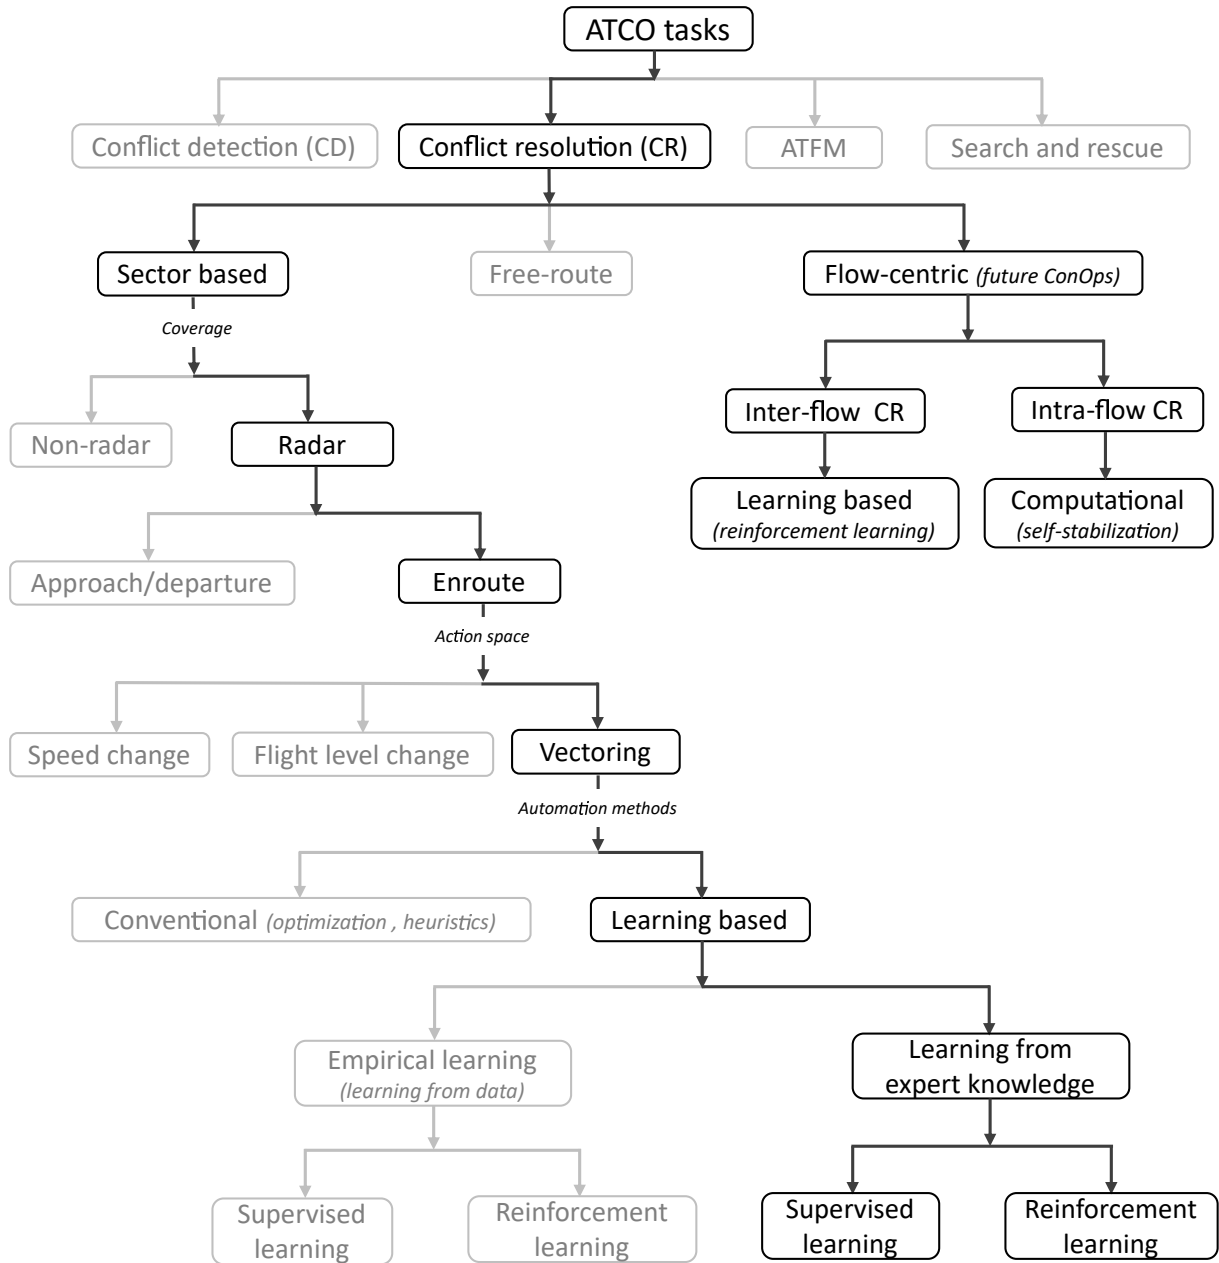 ATCO tasks
Conflict detection (CD)
Conflict resolution (CR)
ATFM
Search and rescue
Sector based
Free-route
Flow-centric (future ConOps)
Coverage
Inter-flow CR
Intra-flow CR
Non-radar
Radar
Learning based
(reinforcement learning)
Computational
(self-stabilization)
Approach/departure
Enroute
Action space
Speed change
Flight level change
Vectoring
Automation methods
Conventional (optimization , heuristics)
Learning based
Empirical learning
(learning from data)
Learning from
expert knowledge
Supervised
learning
Reinforcement
learning
Supervised
learning
Reinforcement
learning